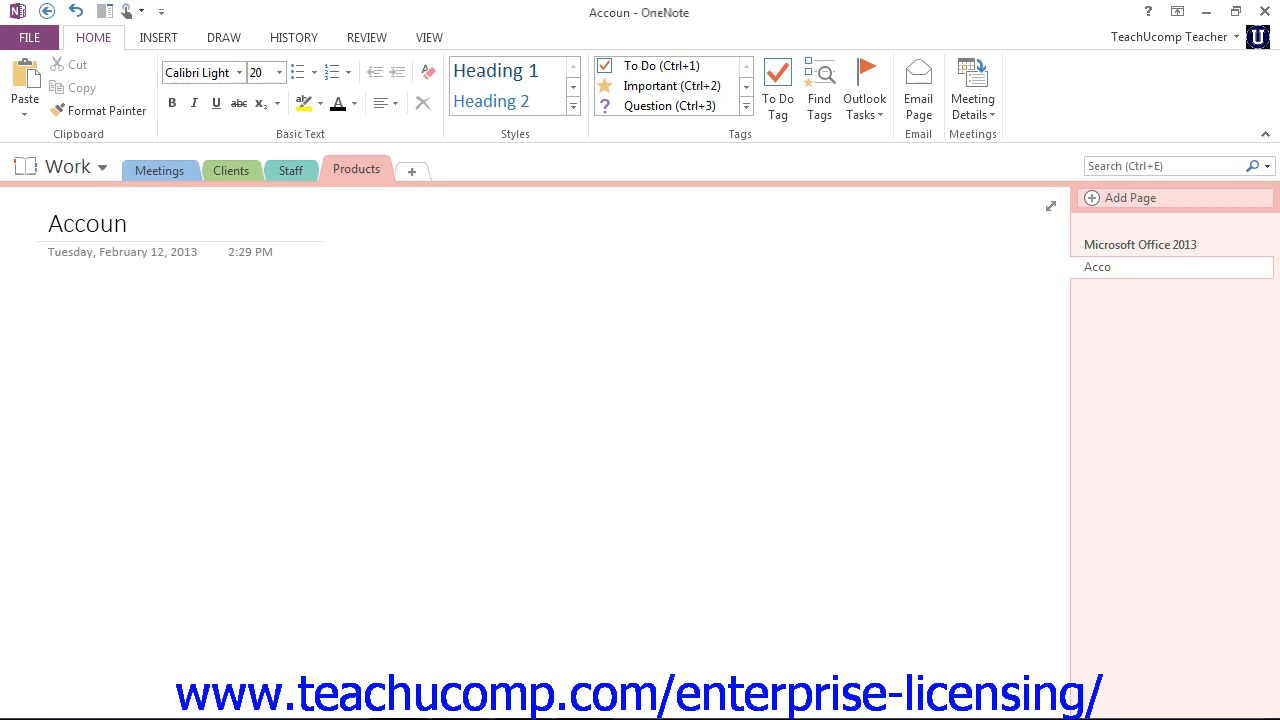 Accoun - OneNote
?
FILE HOME INSERT DRAW HISTORY REVIEW VIEW
TeachUcomp Teacher U
Paste Cut Copy Format Painter
Clipboard
Calibri Light 20
B I U abc x₂ ab A
Basic Text
Heading 1
Heading 2
Styles
To Do (Ctrl+1)
Important (Ctrl+2)
? Question (Ctrl+3)
To Do Tag
Find Tags
Outlook Tasks
Tags
Email Page
Email
Meeting Details
Meetings
Work Meetings Clients Staff Products +
Search (Ctrl+E)
Accoun
Tuesday, February 12, 2013 2:29 PM
Add Page
Microsoft Office 2013
Acco
www.teachucomp.com/enterprise-licensing/